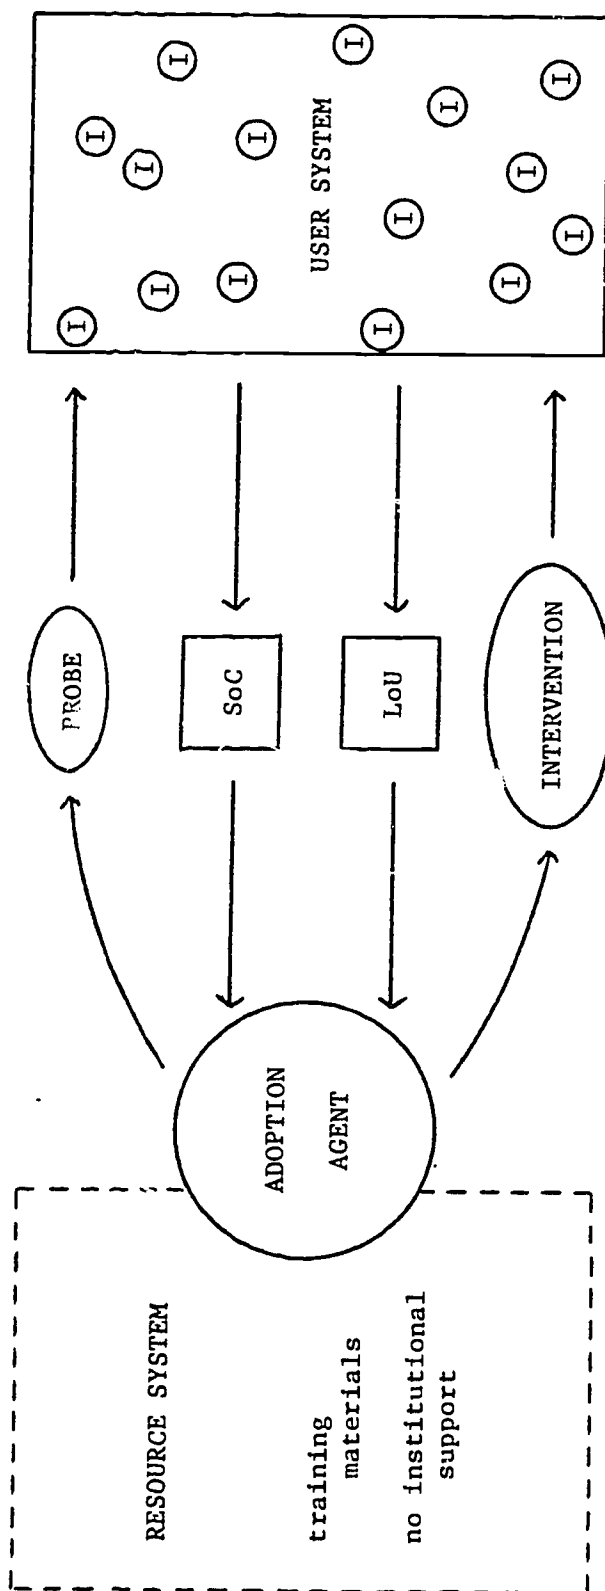 RESOURCE SYSTEM
training
materials
no institutional
support
ADOPTION
AGENT
PROBE
SoC
LoU
INTERVENTION
I
I
I
I
I
I
I
USER SYSTEM
I
I
I
I
I
I
I
I